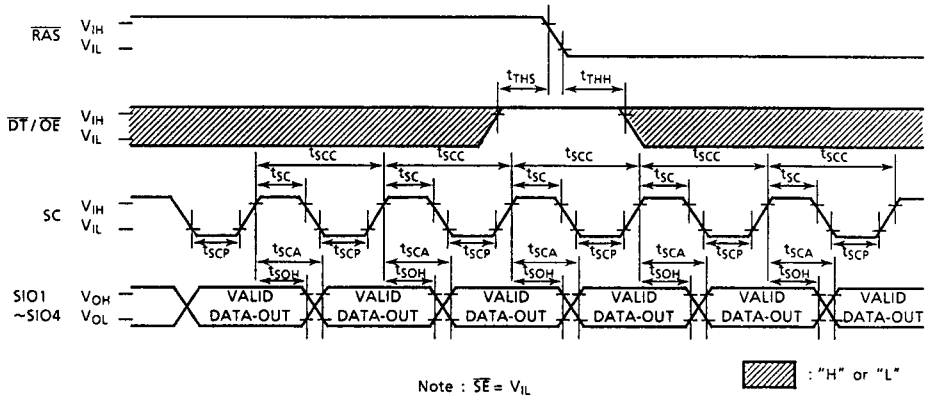 RAS VIH
VIL
tTHS tTHH
DT/OE VIH
VIL
tSCC tSCC tSCC tSCC tSCC
tSC tSC tSC tSC tSC
SC VIH
VIL
tSCP tSCP tSCP tSCP tSCP tSCP
tSCA tSCA tSCA tSCA tSCA
tSOH tSOH tSOH tSOH tSOH
SIO1 VOH VALID VALID VALID VALID VALID VALID
~SIO4 VOL DATA-OUT DATA-OUT DATA-OUT DATA-OUT DATA-OUT DATA-OUT
Note : SE = VIL
: "H" or "L"